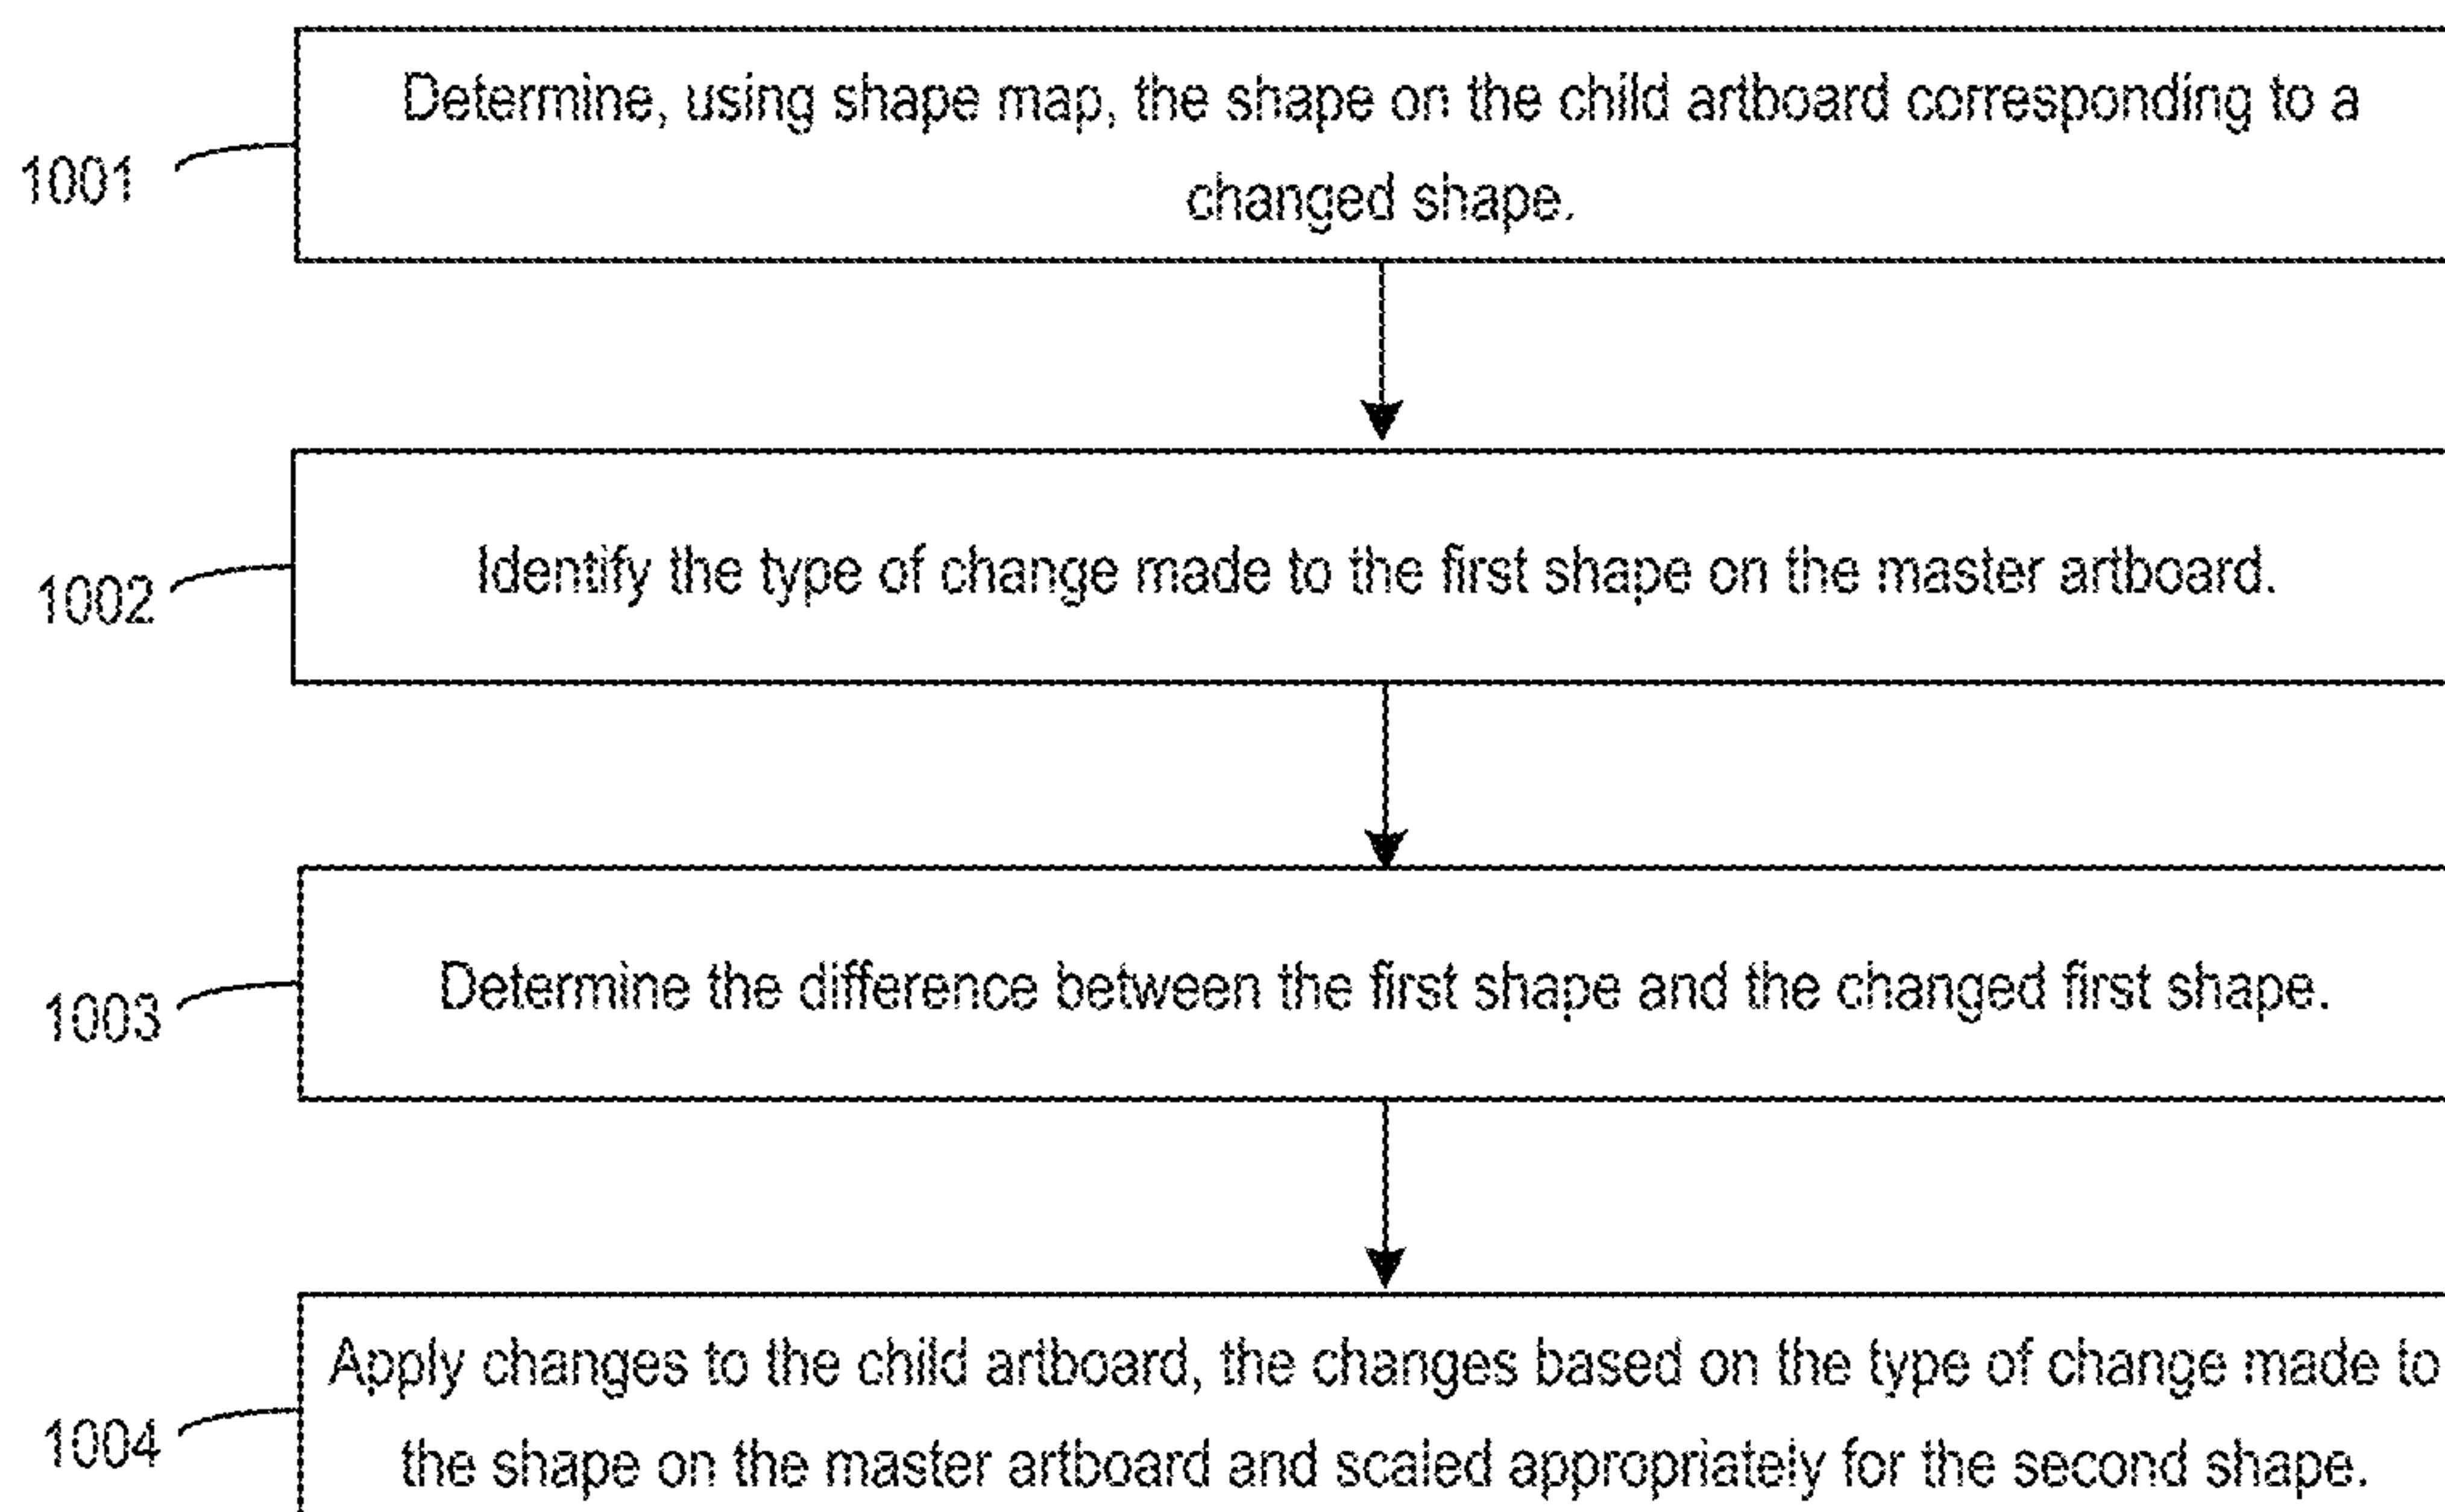 Determine, using shape map, the shape on the child artboard corresponding to a
changed shape.
1001
Identify the type of change made to the first shape on the master artboard.
1002
Determine the difference between the first shape and the changed first shape.
1003
Apply changes to the child artboard, the changes based on the type of change made to
the shape on the master artboard and scaled appropriately for the second shape.
1004